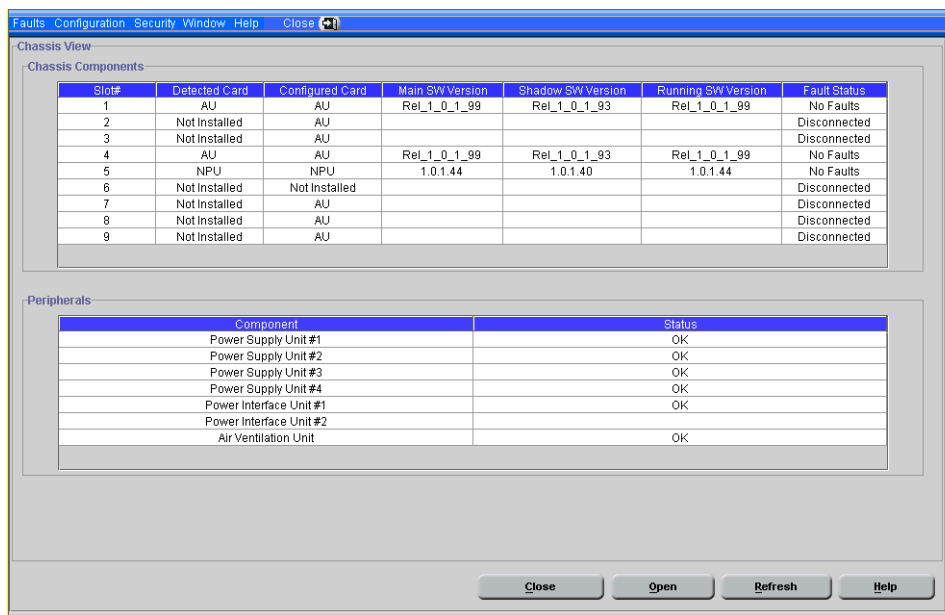 Faults Configuration Security Window Help Close
Chassis View
Chassis Components
Slot# Detected Card Configured Card Main SW Version Shadow SW Version Running SW Version Fault Status
1 AU AU Rel_1_0_1_99 Rel_1_0_1_93 Rel_1_0_1_99 No Faults
2 Not Installed AU Disconnected
3 Not Installed AU Disconnected
4 AU AU Rel_1_0_1_99 Rel_1_0_1_93 Rel_1_0_1_99 No Faults
5 NPU NPU 1.0.1.44 1.0.1.40 1.0.1.44 No Faults
6 Not Installed Not Installed Disconnected
7 Not Installed AU Disconnected
8 Not Installed AU Disconnected
9 Not Installed AU Disconnected
Peripherals
Component Status
Power Supply Unit #1 OK
Power Supply Unit #2 OK
Power Supply Unit #3 OK
Power Supply Unit #4 OK
Power Interface Unit #1 OK
Power Interface Unit #2
Air Ventilation Unit OK
Close Open Refresh Help